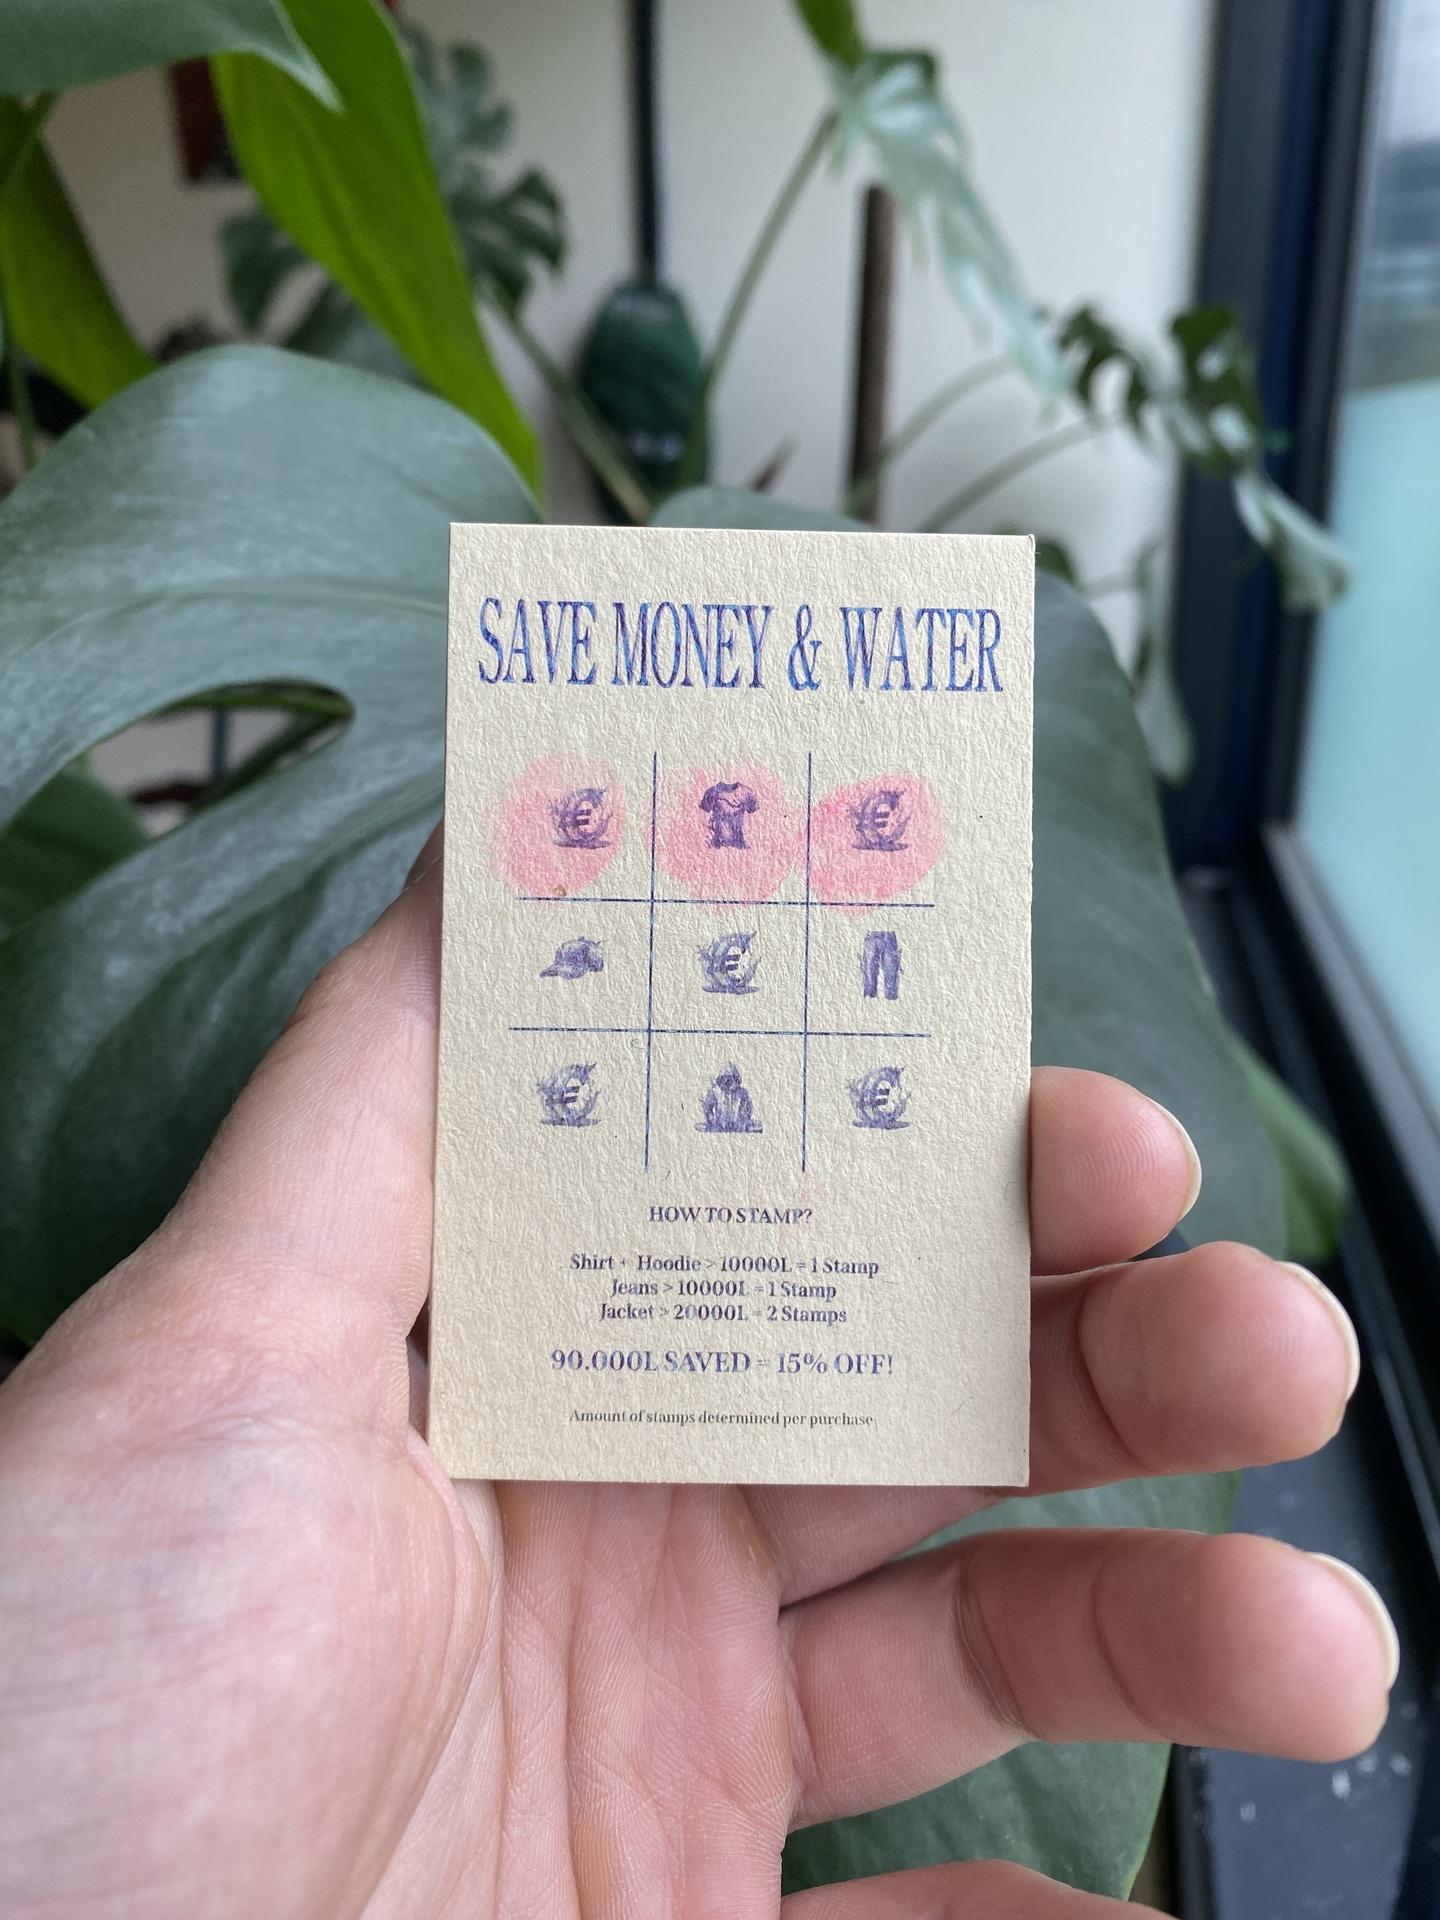 SAVE MONEY & WATER
€ €
€
€ €
HOW TO STAMP?
Shirt + Hoodie > 10000L = 1 Stamp
Jeans > 10000L = 1 Stamp
Jacket > 20000L = 2 Stamps
90.000L SAVED = 15% OFF!
Amount of stamps determined per purchase